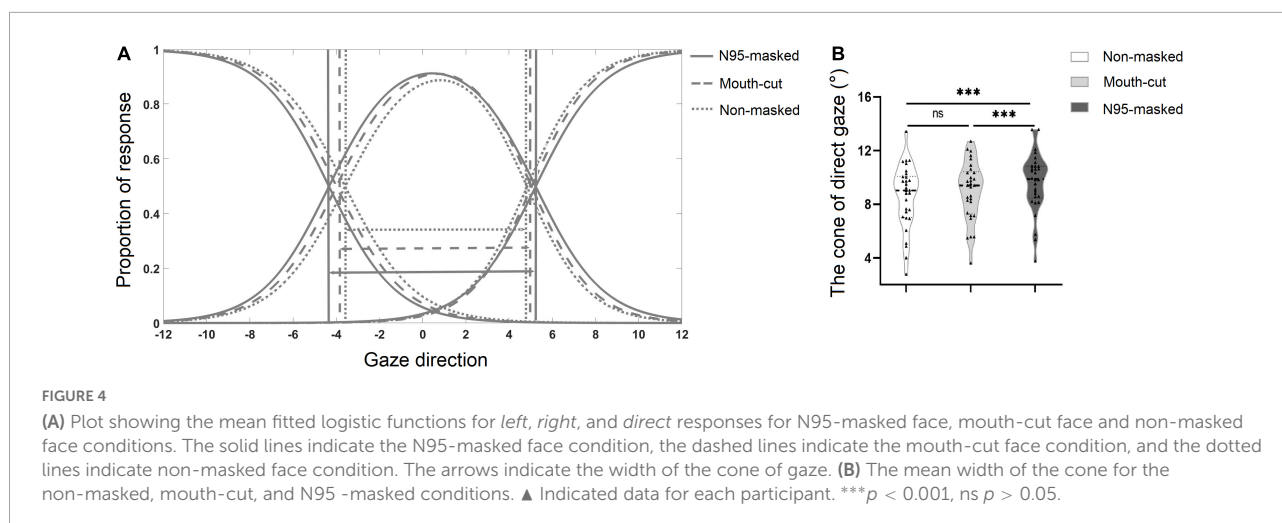 A
1
0.8
0.6
0.4
0.2
0
-12 -10 -8 -6 -4 -2 0 2 4 6 8 10 12
Proportion of response
Gaze direction
N95-masked
Mouth-cut
Non-masked
B
The cone of direct gaze (°)
16
12
8
4
***
ns
***
Non-masked
Mouth-cut
N95-masked
FIGURE 4
(A) Plot showing the mean fitted logistic functions for left, right, and direct responses for N95-masked face, mouth-cut face and non-masked
face conditions. The solid lines indicate the N95-masked face condition, the dashed lines indicate the mouth-cut face condition, and the dotted
lines indicate non-masked face condition. The arrows indicate the width of the cone of gaze. (B) The mean width of the cone for the
non-masked, mouth-cut, and N95 -masked conditions. ▲ Indicated data for each participant. ***p < 0.001, ns p > 0.05.